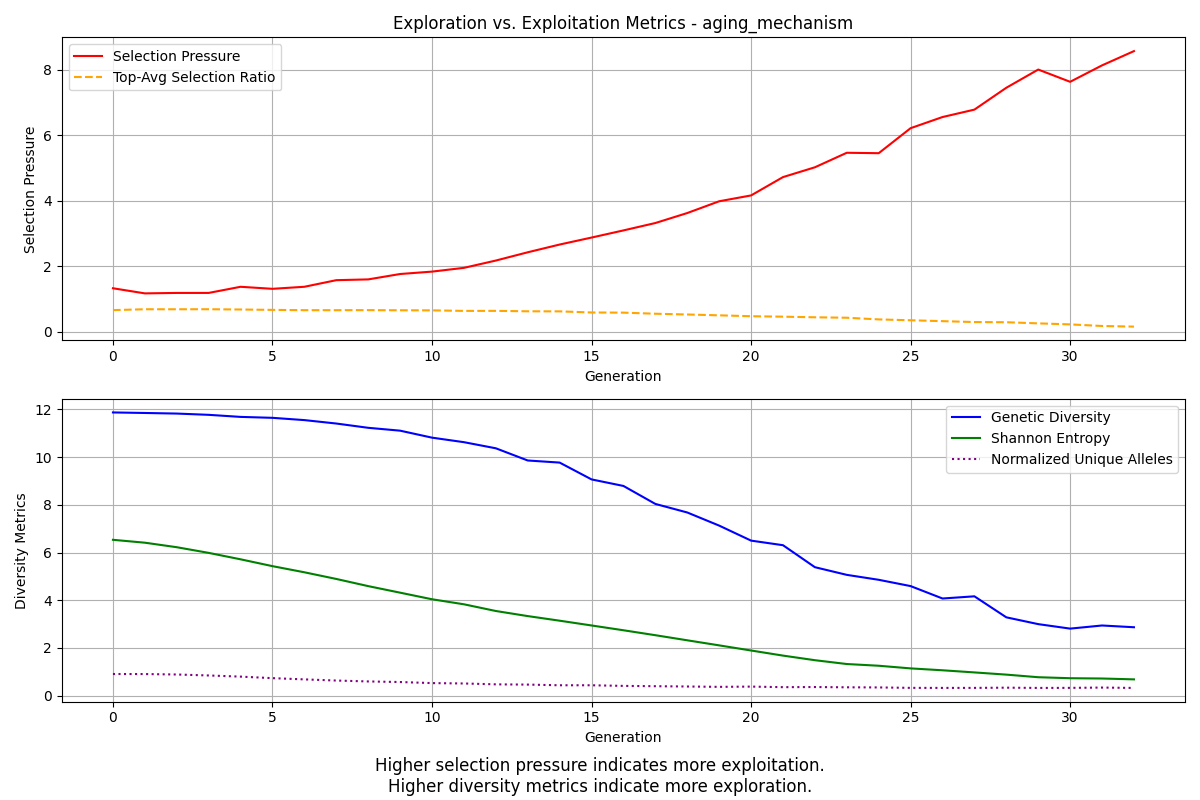 Exploration vs. Exploitation Metrics - aging_mechanism
Selection Pressure
Top-Avg Selection Ratio
Selection Pressure
8
6
4
2
0
0 5 10 15 20 25 30
Generation
Genetic Diversity
Shannon Entropy
Normalized Unique Alleles
Diversity Metrics
12
10
8
6
4
2
0
0 5 10 15 20 25 30
Generation
Higher selection pressure indicates more exploitation.
Higher diversity metrics indicate more exploration.